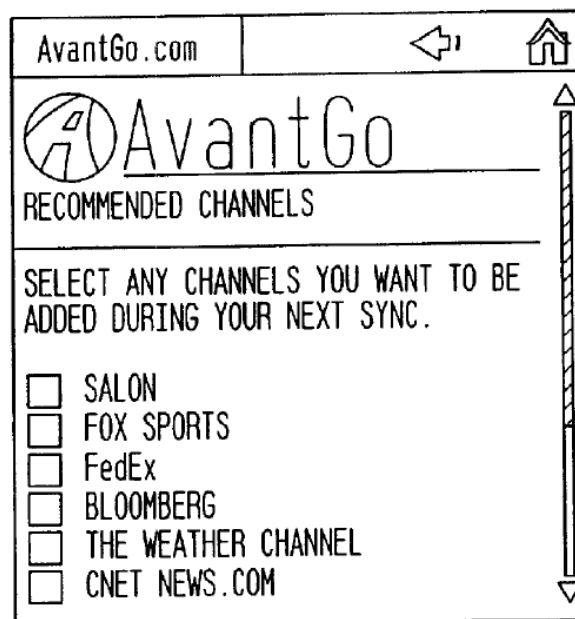 AvantGo.com
AvantGo
RECOMMENDED CHANNELS
SELECT ANY CHANNELS YOU WANT TO BE
ADDED DURING YOUR NEXT SYNC.
SALON
FOX SPORTS
FedEx
BLOOMBERG
THE WEATHER CHANNEL
CNET NEWS.COM